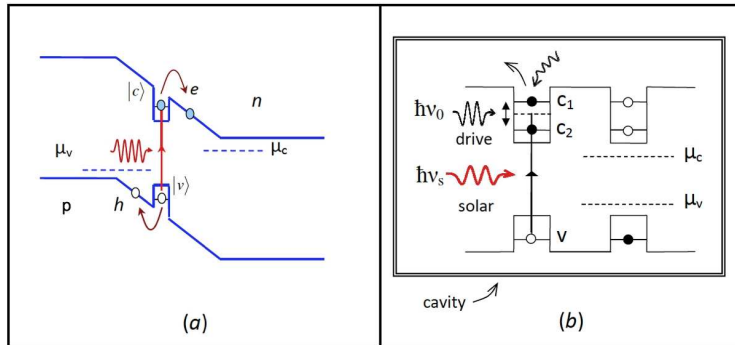 |c⟩
e
n
μv
μc
|v⟩
p
h
(a)
c1
ħν0
c2
drive
μc
ħνs
μv
solar
v
cavity
(b)